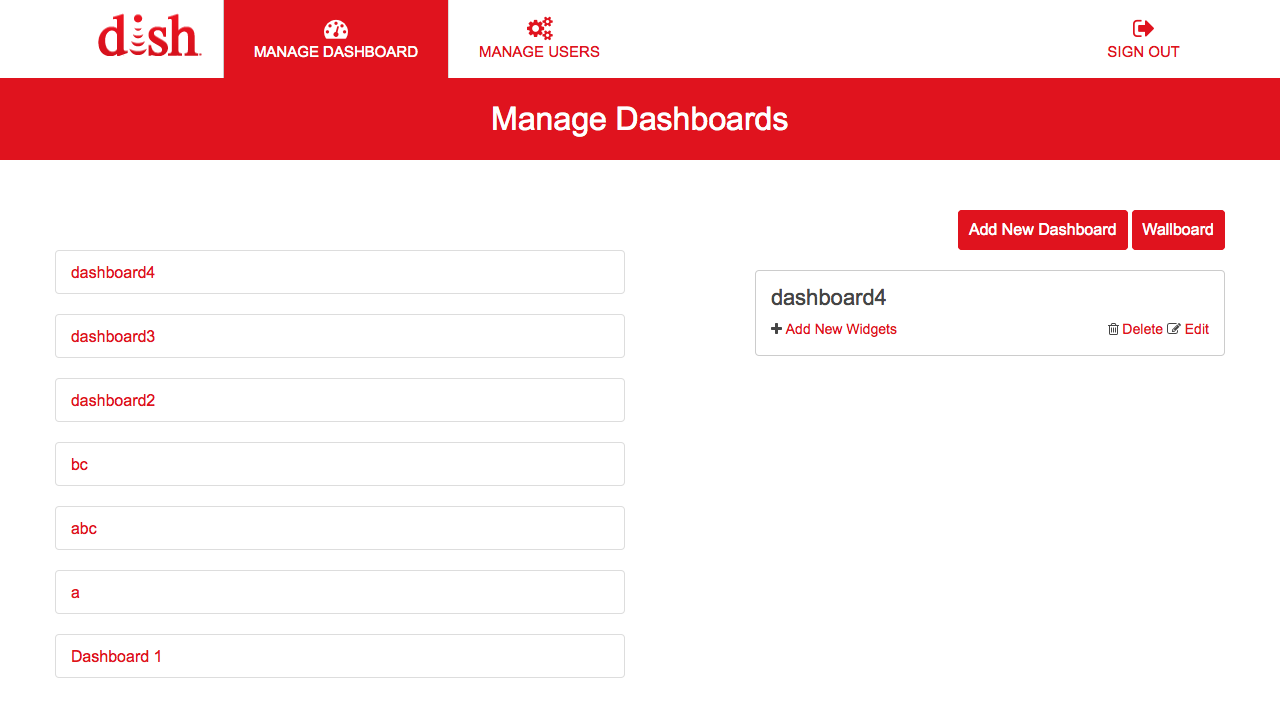 dish
MANAGE DASHBOARD
MANAGE USERS
SIGN OUT
Manage Dashboards
Add New Dashboard
Wallboard
dashboard4
dashboard3
dashboard2
bc
abc
a
Dashboard 1
dashboard4
Add New Widgets
Delete
Edit